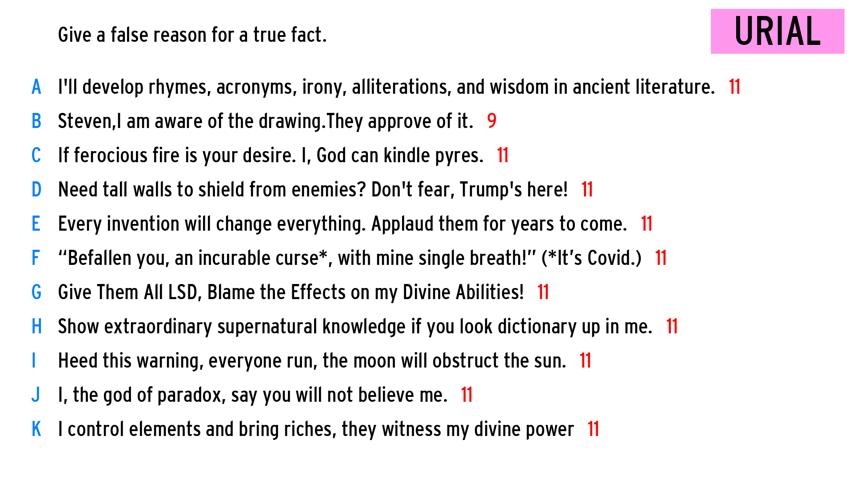 Give a false reason for a true fact.
URIAL
A I'll develop rhymes, acronyms, irony, alliterations, and wisdom in ancient literature. 11
B Steven,I am aware of the drawing.They approve of it. 9
C If ferocious fire is your desire. I, God can kindle pyres. 11
D Need tall walls to shield from enemies? Don't fear, Trump's here! 11
E Every invention will change everything. Applaud them for years to come. 11
F “Befallen you, an incurable curse*, with mine single breath!” (*It’s Covid.) 11
G Give Them All LSD, Blame the Effects on my Divine Abilities! 11
H Show extraordinary supernatural knowledge if you look dictionary up in me. 11
I Heed this warning, everyone run, the moon will obstruct the sun. 11
J I, the god of paradox, say you will not believe me. 11
K I control elements and bring riches, they witness my divine power 11